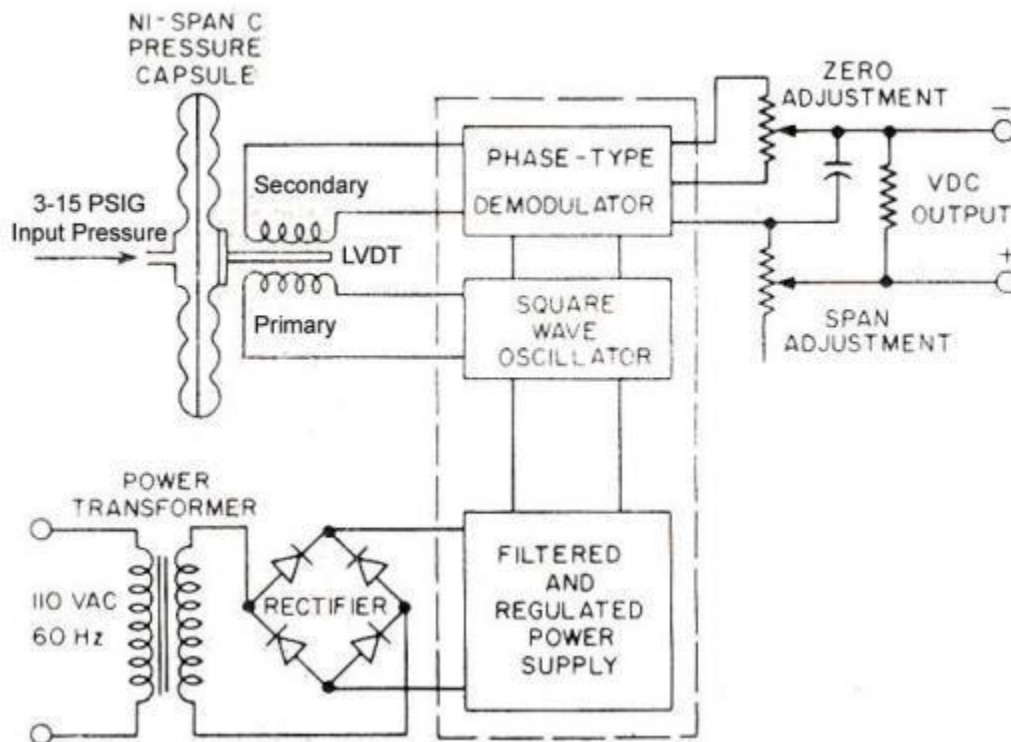 NI-SPAN C
PRESSURE
CAPSULE
3-15 PSIG
Input Pressure
Secondary
LVDT
Primary
PHASE-TYPE
DEMODULATOR
SQUARE
WAVE
OSCILLATOR
ZERO
ADJUSTMENT
−
VDC
OUTPUT
+
SPAN
ADJUSTMENT
POWER
TRANSFORMER
110 VAC
60 Hz
RECTIFIER
FILTERED
AND
REGULATED
POWER
SUPPLY